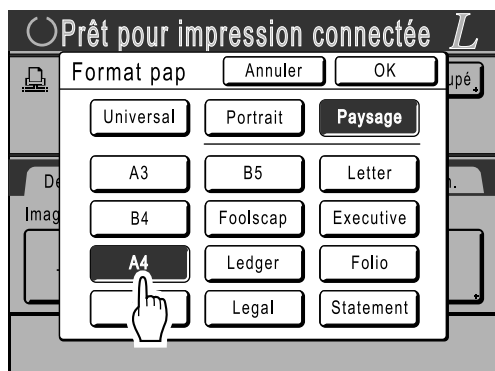 Prêt pour impression connectée L
Format pap Annuler OK
upé
Universal Portrait Paysage
A3 B5 Letter
B4 Foolscap Executive
Imag
A4 Ledger Folio
Legal Statement